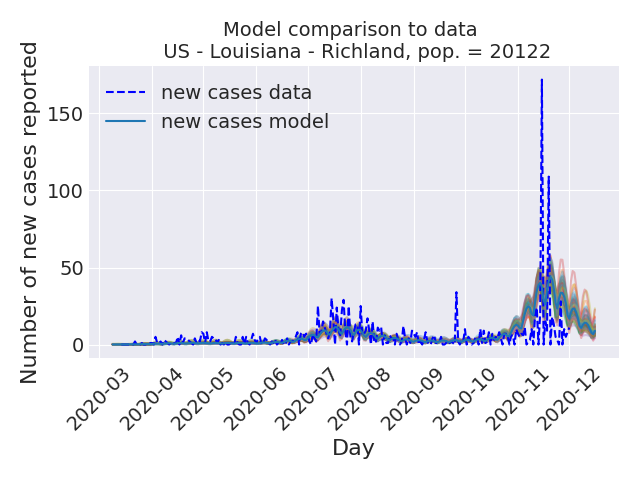 Model comparison to data
US - Louisiana - Richland, pop. = 20122
Number of new cases reported
new cases data
new cases model
150
100
50
0
2020-03
2020-04
2020-05
2020-06
2020-07
2020-08
2020-09
2020-10
2020-11
2020-12
Day